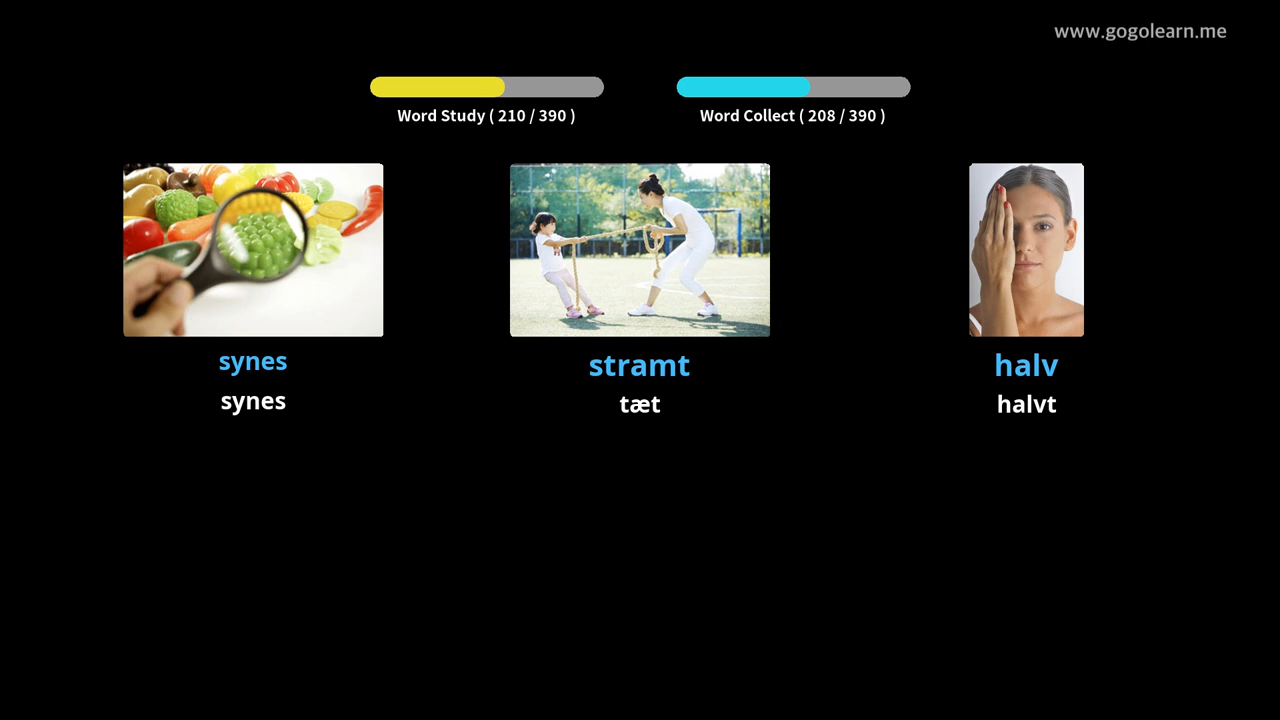 www.gogolearn.me
Word Study ( 210 / 390 )
Word Collect ( 208 / 390 )
synes
synes
stramt
tæt
halv
halvt